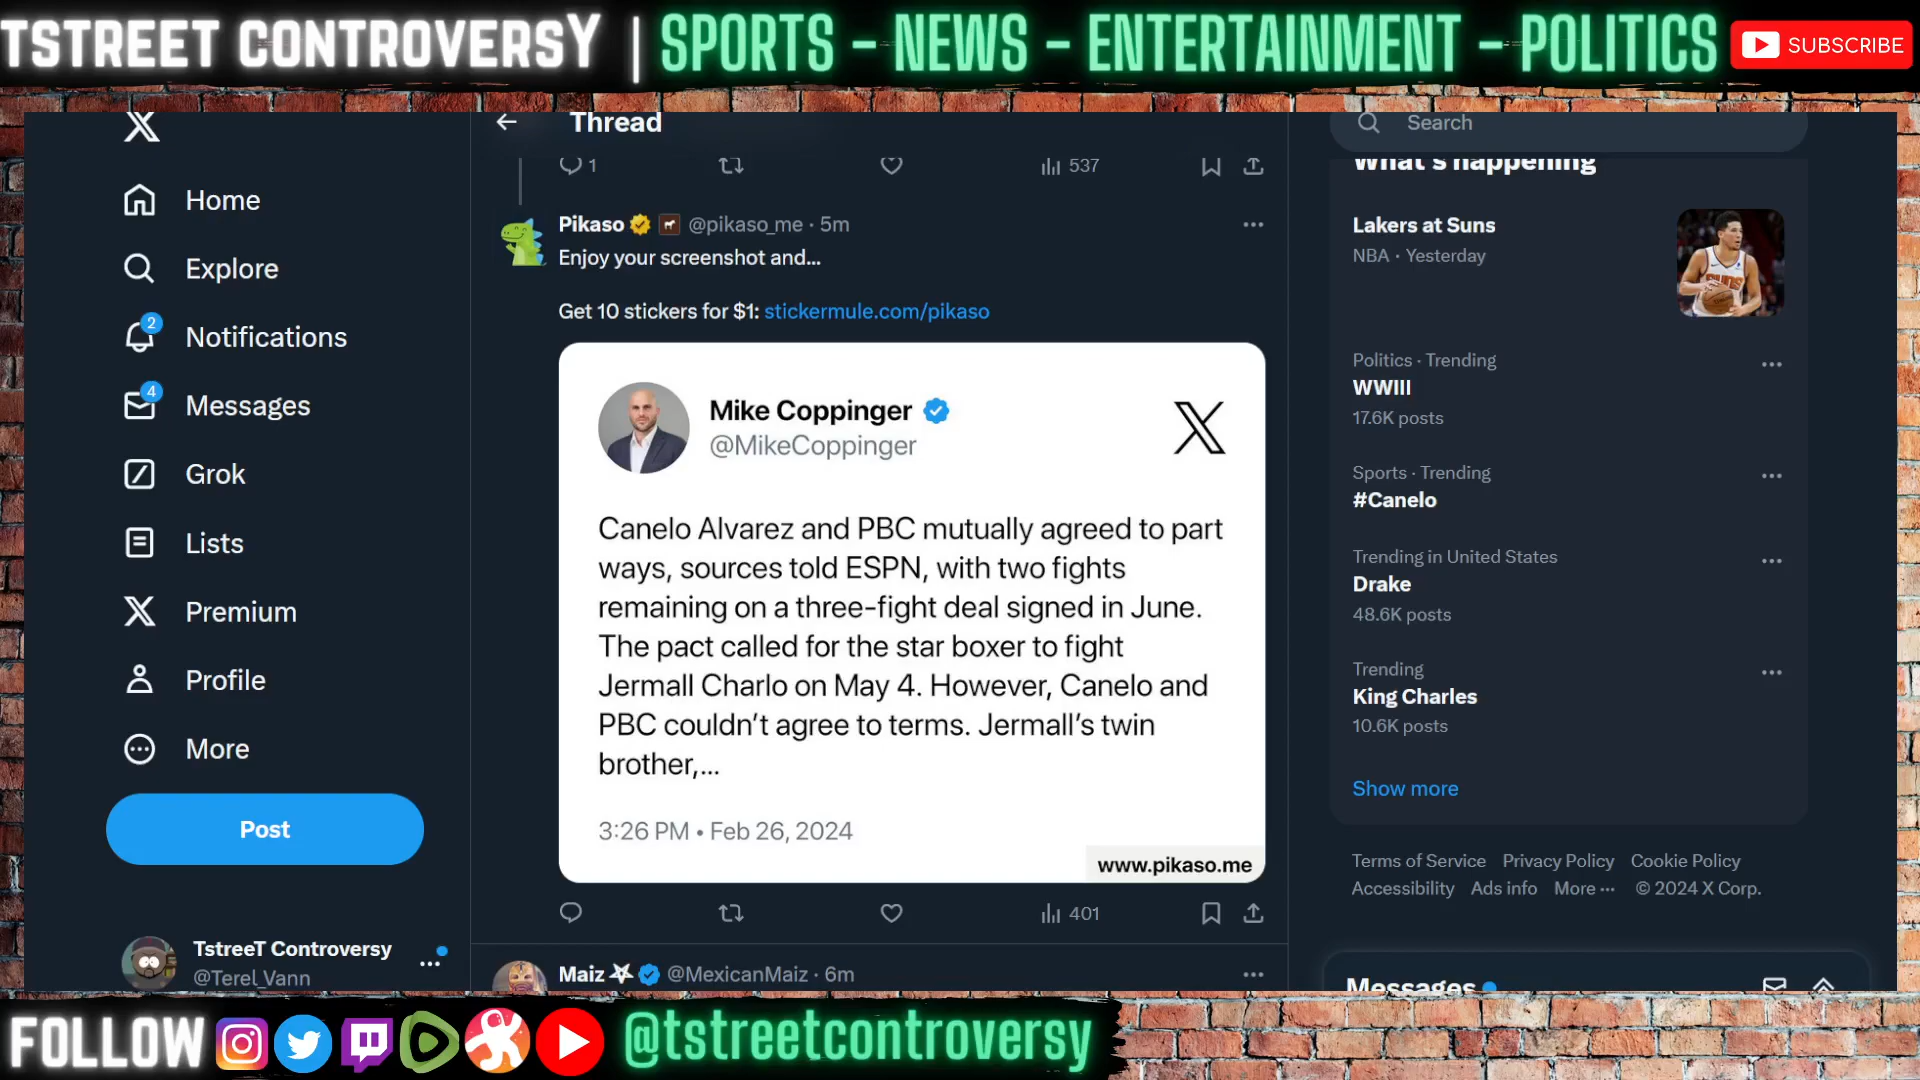 TSTREET CONTROVERSY | SPORTS - NEWS - ENTERTAINMENT - POLITICS
SUBSCRIBE
Home
Explore
2
Notifications
4
Messages
Grok
Lists
Premium
Profile
More
Post
TstreeT Controversy
@Terel_Vann
Thread
1
537
Pikaso @pikaso_me · 5m
Enjoy your screenshot and...
Get 10 stickers for $1: stickermule.com/pikaso
Mike Coppinger
@MikeCoppinger
Canelo Alvarez and PBC mutually agreed to part
ways, sources told ESPN, with two fights
remaining on a three-fight deal signed in June.
The pact called for the star boxer to fight
Jermall Charlo on May 4. However, Canelo and
PBC couldn't agree to terms. Jermall's twin
brother,...
3:26 PM • Feb 26, 2024
www.pikaso.me
401
Maiz @MexicanMaiz · 6m
Search
What's happening
Lakers at Suns
NBA · Yesterday
SUNS
Politics · Trending
WWIII
17.6K posts
Sports · Trending
#Canelo
Trending in United States
Drake
48.6K posts
Trending
King Charles
10.6K posts
Show more
Terms of Service Privacy Policy Cookie Policy
Accessibility Ads info More ··· © 2024 X Corp.
Messages
FOLLOW @tstreetcontroversy